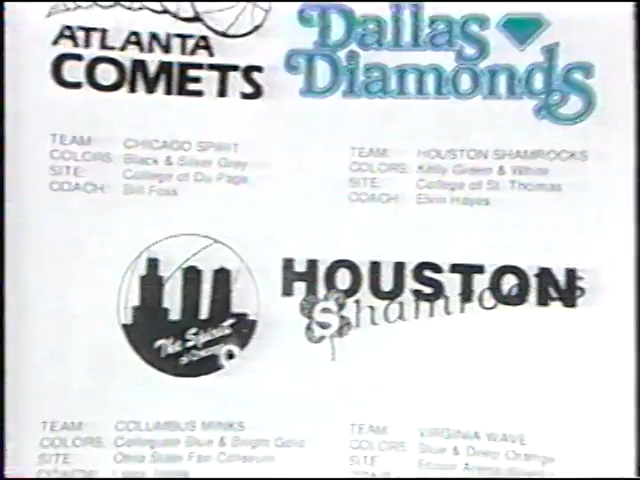 ATLANTA
COMETS
Dallas
Diamonds
TEAM: CHICAGO SPIRIT
COLORS: Black & Silver Grey
SITE: College of Du Page
COACH: Bill Foss
TEAM: HOUSTON SHAMROCKS
COLORS: Kelly Green & White
SITE: College of St. Thomas
COACH: Elvin Hayes
The Spirit
HOUSTON
Shamrocks
TEAM: COLUMBUS MINKS
COLORS: Collegiate Blue & Bright Gold
SITE: Ohio State Fair Coliseum
COACH:
TEAM: VIRGINIA WAVE
COLORS: Blue & Deep Orange
SITE